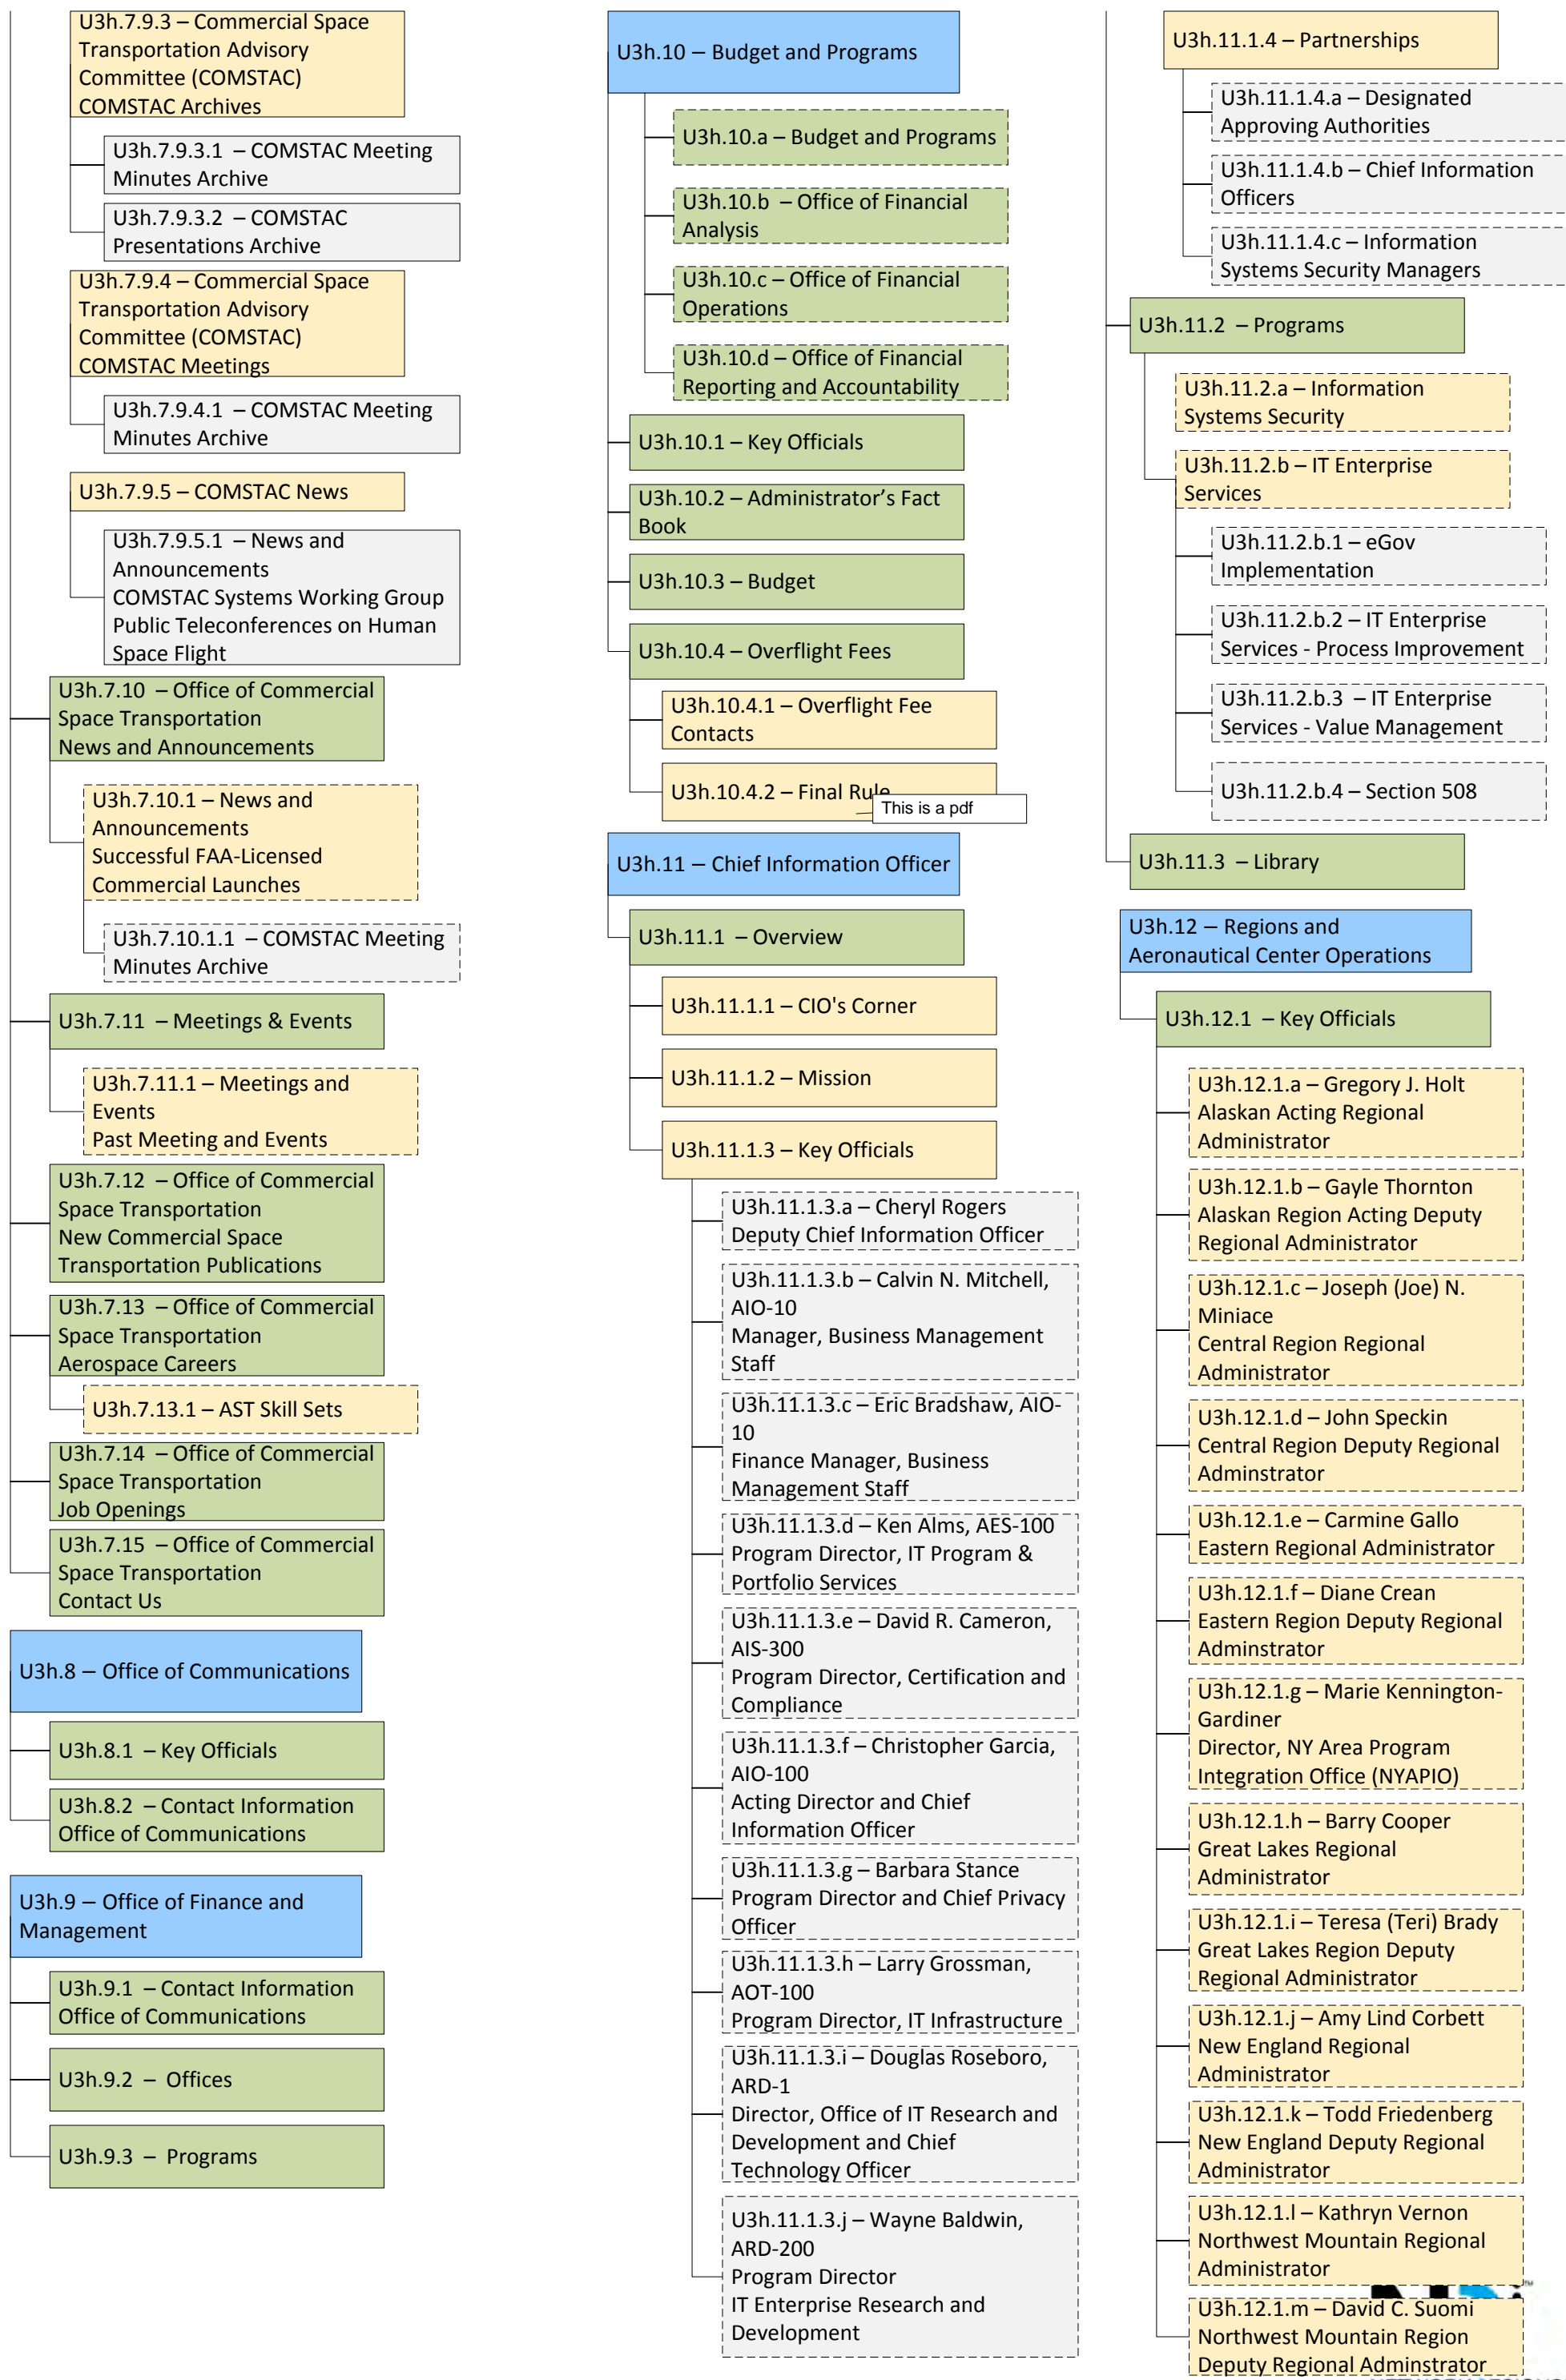 U3h.7.9.3 – Commercial Space
Transportation Advisory
Committee (COMSTAC)
COMSTAC Archives
U3h.7.9.3.1 – COMSTAC Meeting
Minutes Archive
U3h.7.9.3.2 – COMSTAC
Presentations Archive
U3h.7.9.4 – Commercial Space
Transportation Advisory
Committee (COMSTAC)
COMSTAC Meetings
U3h.7.9.4.1 – COMSTAC Meeting
Minutes Archive
U3h.7.9.5 – COMSTAC News
U3h.7.9.5.1 – News and
Announcements
COMSTAC Systems Working Group
Public Teleconferences on Human
Space Flight
U3h.7.10 – Office of Commercial
Space Transportation
News and Announcements
U3h.7.10.1 – News and
Announcements
Successful FAA-Licensed
Commercial Launches
U3h.7.10.1.1 – COMSTAC Meeting
Minutes Archive
U3h.7.11 – Meetings & Events
U3h.7.11.1 – Meetings and
Events
Past Meeting and Events
U3h.7.12 – Office of Commercial
Space Transportation
New Commercial Space
Transportation Publications
U3h.7.13 – Office of Commercial
Space Transportation
Aerospace Careers
U3h.7.13.1 – AST Skill Sets
U3h.7.14 – Office of Commercial
Space Transportation
Job Openings
U3h.7.15 – Office of Commercial
Space Transportation
Contact Us
U3h.8 – Office of Communications
U3h.8.1 – Key Officials
U3h.8.2 – Contact Information
Office of Communications
U3h.9 – Office of Finance and
Management
U3h.9.1 – Contact Information
Office of Communications
U3h.9.2 – Offices
U3h.9.3 – Programs
U3h.10 – Budget and Programs
U3h.10.a – Budget and Programs
U3h.10.b – Office of Financial
Analysis
U3h.10.c – Office of Financial
Operations
U3h.10.d – Office of Financial
Reporting and Accountability
U3h.10.1 – Key Officials
U3h.10.2 – Administrator’s Fact
Book
U3h.10.3 – Budget
U3h.10.4 – Overflight Fees
U3h.10.4.1 – Overflight Fee
Contacts
U3h.10.4.2 – Final Rule
This is a pdf
U3h.11 – Chief Information Officer
U3h.11.1 – Overview
U3h.11.1.1 – CIO's Corner
U3h.11.1.2 – Mission
U3h.11.1.3 – Key Officials
U3h.11.1.3.a – Cheryl Rogers
Deputy Chief Information Officer
U3h.11.1.3.b – Calvin N. Mitchell,
AIO-10
Manager, Business Management
Staff
U3h.11.1.3.c – Eric Bradshaw, AIO-
10
Finance Manager, Business
Management Staff
U3h.11.1.3.d – Ken Alms, AES-100
Program Director, IT Program &
Portfolio Services
U3h.11.1.3.e – David R. Cameron,
AIS-300
Program Director, Certification and
Compliance
U3h.11.1.3.f – Christopher Garcia,
AIO-100
Acting Director and Chief
Information Officer
U3h.11.1.3.g – Barbara Stance
Program Director and Chief Privacy
Officer
U3h.11.1.3.h – Larry Grossman,
AOT-100
Program Director, IT Infrastructure
U3h.11.1.3.i – Douglas Roseboro,
ARD-1
Director, Office of IT Research and
Development and Chief
Technology Officer
U3h.11.1.3.j – Wayne Baldwin,
ARD-200
Program Director
IT Enterprise Research and
Development
U3h.11.1.4 – Partnerships
U3h.11.1.4.a – Designated
Approving Authorities
U3h.11.1.4.b – Chief Information
Officers
U3h.11.1.4.c – Information
Systems Security Managers
U3h.11.2 – Programs
U3h.11.2.a – Information
Systems Security
U3h.11.2.b – IT Enterprise
Services
U3h.11.2.b.1 – eGov
Implementation
U3h.11.2.b.2 – IT Enterprise
Services - Process Improvement
U3h.11.2.b.3 – IT Enterprise
Services - Value Management
U3h.11.2.b.4 – Section 508
U3h.11.3 – Library
U3h.12 – Regions and
Aeronautical Center Operations
U3h.12.1 – Key Officials
U3h.12.1.a – Gregory J. Holt
Alaskan Acting Regional
Administrator
U3h.12.1.b – Gayle Thornton
Alaskan Region Acting Deputy
Regional Administrator
U3h.12.1.c – Joseph (Joe) N.
Miniace
Central Region Regional
Administrator
U3h.12.1.d – John Speckin
Central Region Deputy Regional
Adminstrator
U3h.12.1.e – Carmine Gallo
Eastern Regional Administrator
U3h.12.1.f – Diane Crean
Eastern Region Deputy Regional
Adminstrator
U3h.12.1.g – Marie Kennington-
Gardiner
Director, NY Area Program
Integration Office (NYAPIO)
U3h.12.1.h – Barry Cooper
Great Lakes Regional
Administrator
U3h.12.1.i – Teresa (Teri) Brady
Great Lakes Region Deputy
Regional Administrator
U3h.12.1.j – Amy Lind Corbett
New England Regional
Administrator
U3h.12.1.k – Todd Friedenberg
New England Deputy Regional
Administrator
U3h.12.1.l – Kathryn Vernon
Northwest Mountain Regional
Administrator
U3h.12.1.m – David C. Suomi
Northwest Mountain Region
Deputy Regional Adminstrator